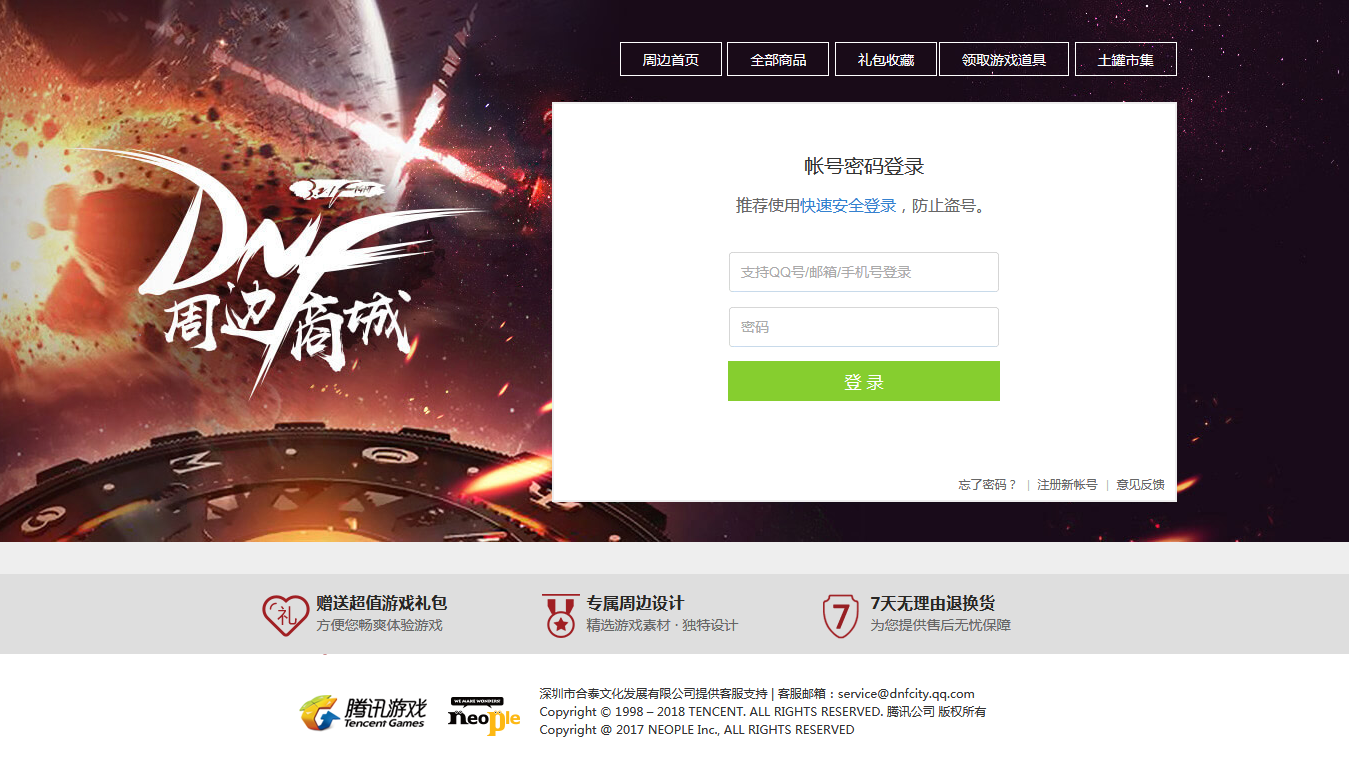 周边首页 全部商品 礼包收藏 领取游戏道具 土罐市集
DNF
周边商城
帐号密码登录
推荐使用快速安全登录，防止盗号。
支持QQ号/邮箱/手机号登录
密码
登 录
忘了密码？ | 注册新帐号 | 意见反馈
礼 赠送超值游戏礼包
方便您畅爽体验游戏
专属周边设计
精选游戏素材 · 独特设计
7 7天无理由退换货
为您提供售后无忧保障
腾讯游戏
Tencent Games
WE MAKE WONDERS!
neople
深圳市合泰文化发展有限公司提供客服支持 | 客服邮箱：service@dnfcity.qq.com
Copyright © 1998 – 2018 TENCENT. ALL RIGHTS RESERVED. 腾讯公司 版权所有
Copyright @ 2017 NEOPLE Inc., ALL RIGHTS RESERVED